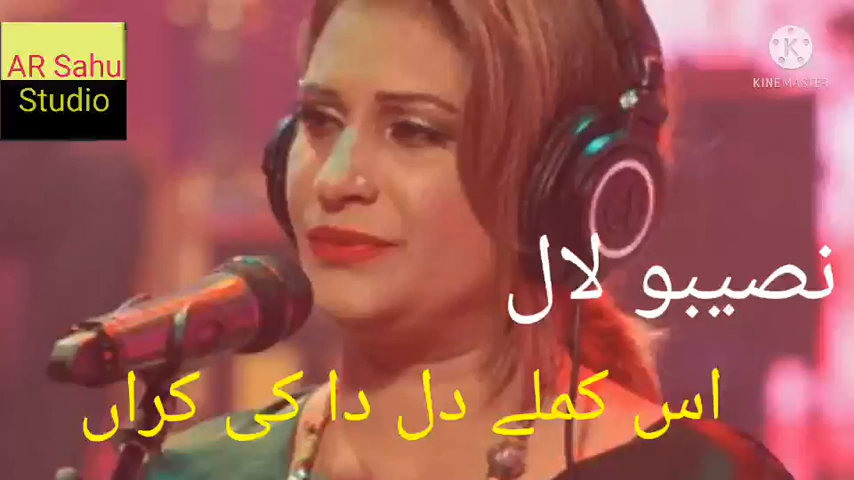 AR Sahu
Studio
KINEMASTER
نصیبو لال
اس کملے دل دا کی کراں